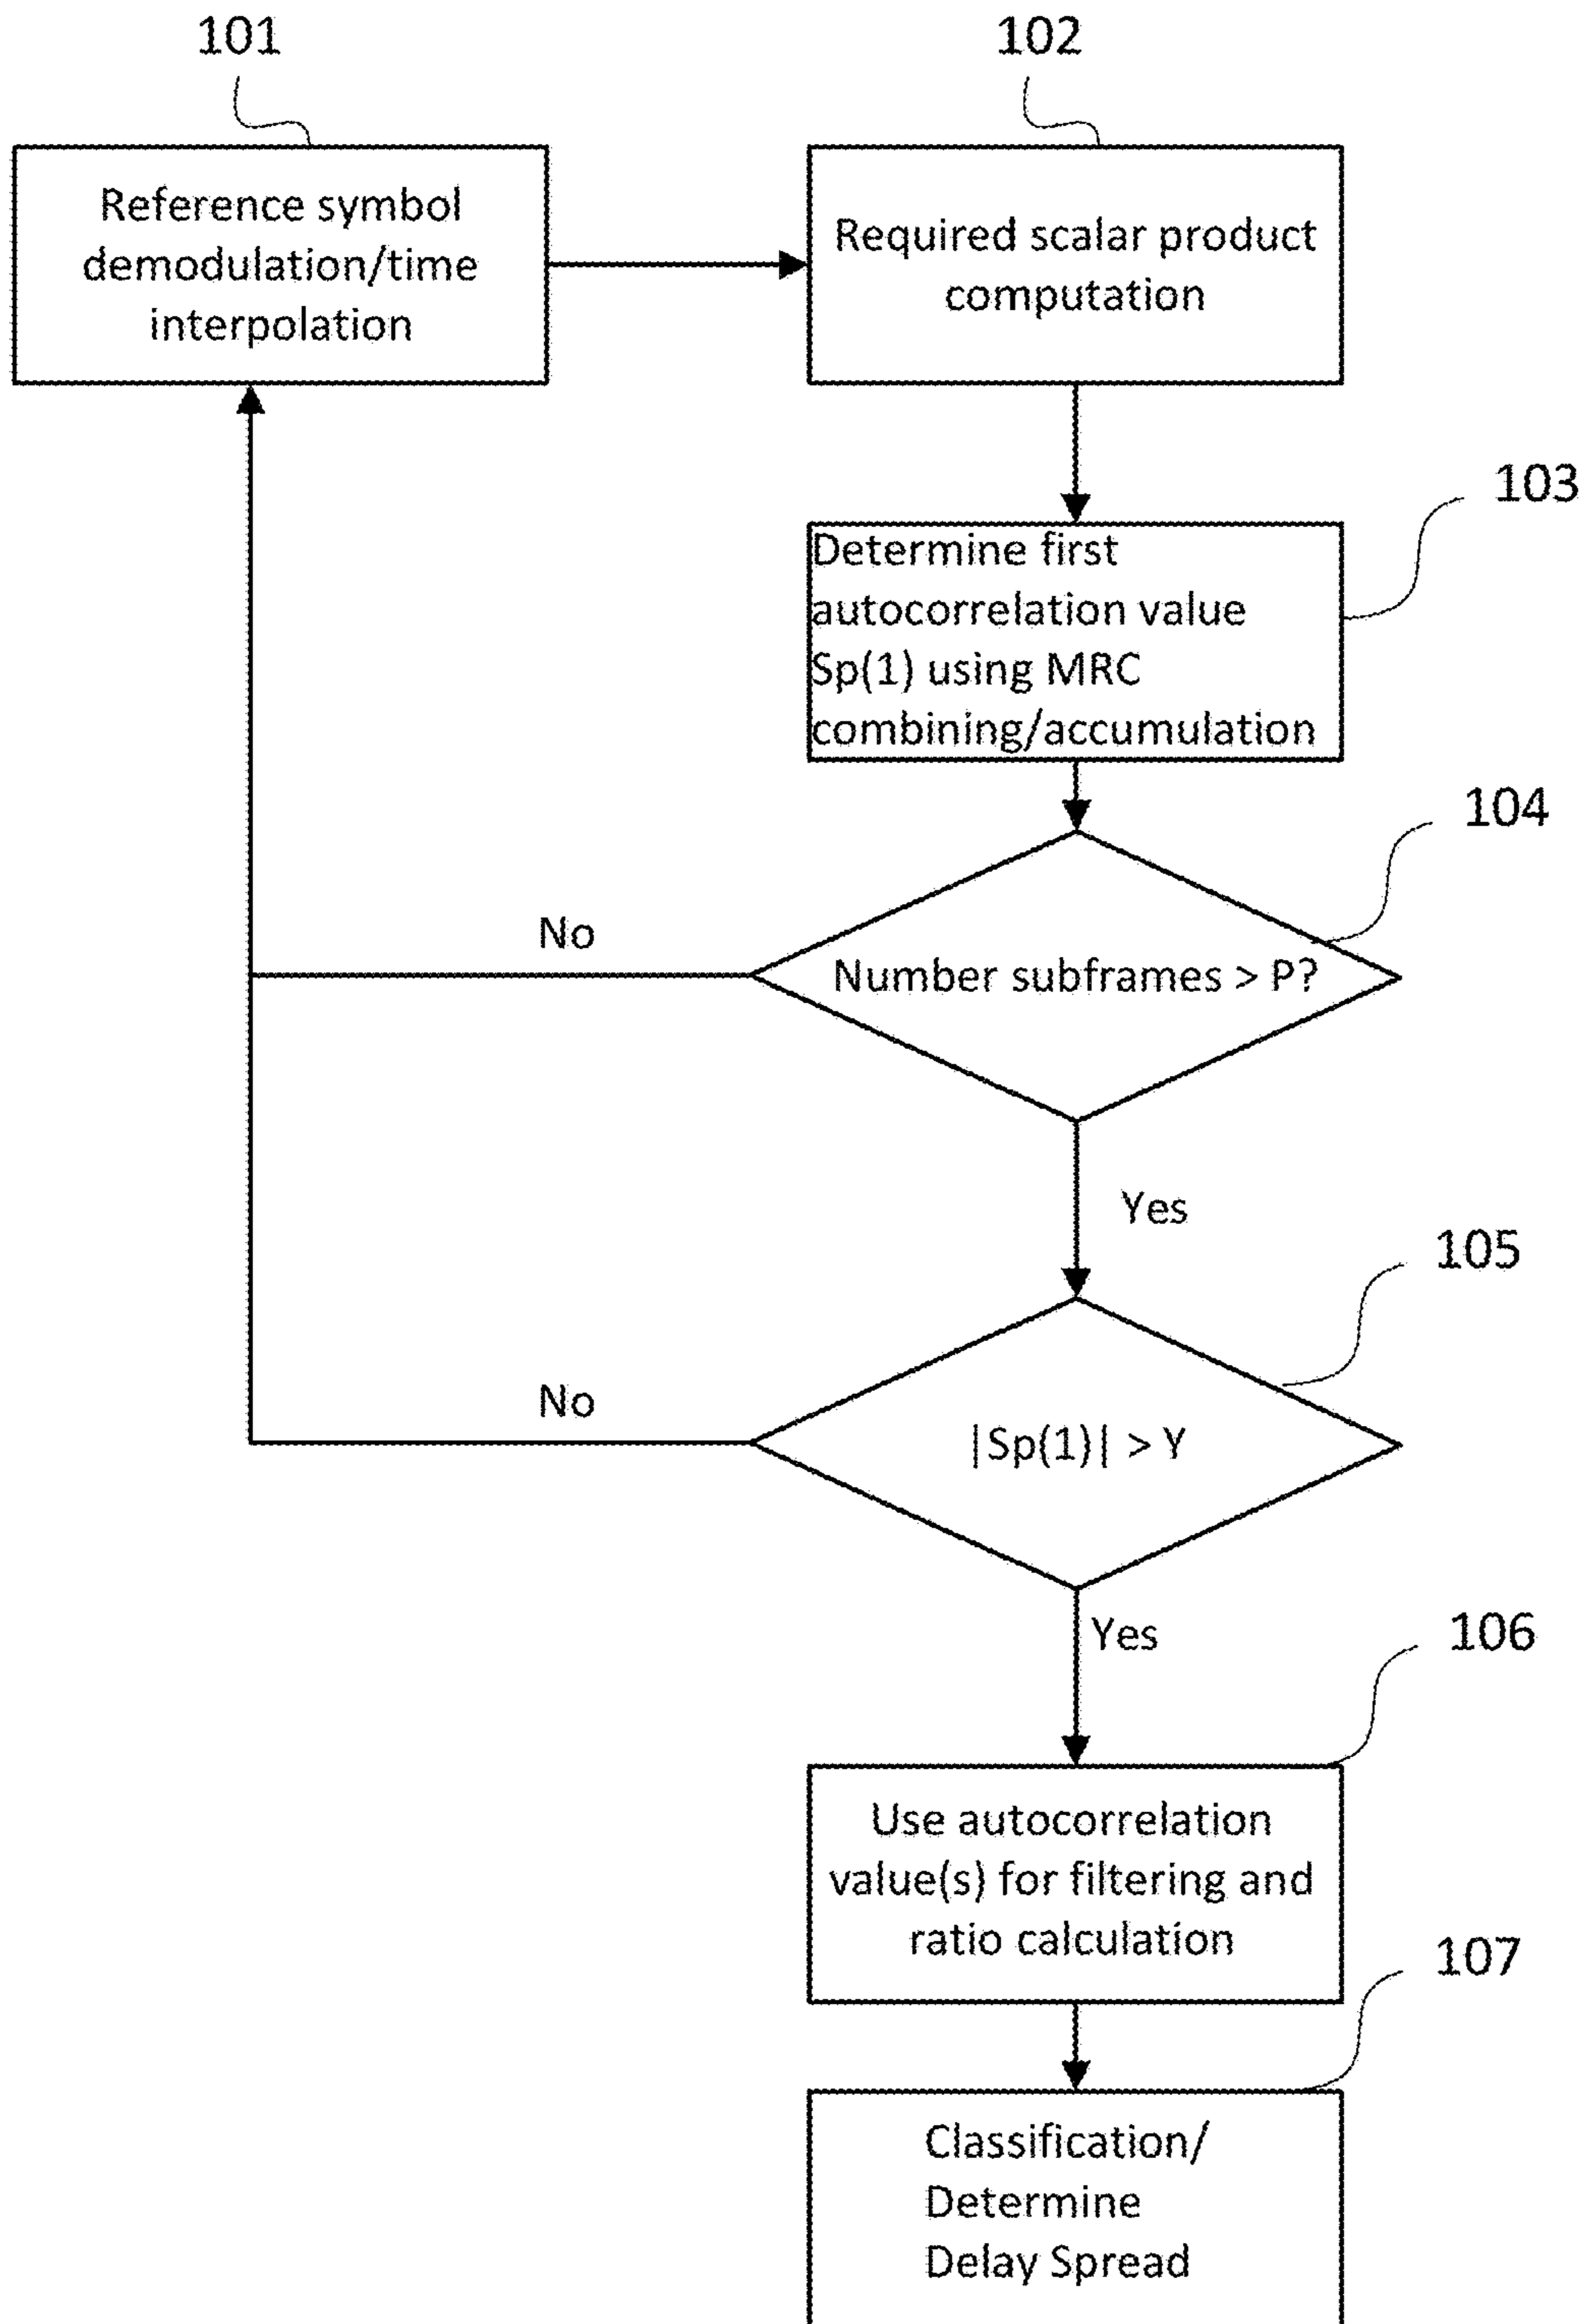 101
102
Reference symbol
demodulation/time
interpolation
Required scalar product
computation
103
Determine first
autocorrelation value
Sp(1) using MRC
combining/accumulation
104
No
Number subframes > P?
Yes
105
No
|Sp(1)| > Y
Yes
106
Use autocorrelation
value(s) for filtering and
ratio calculation
107
Classification/
Determine
Delay Spread